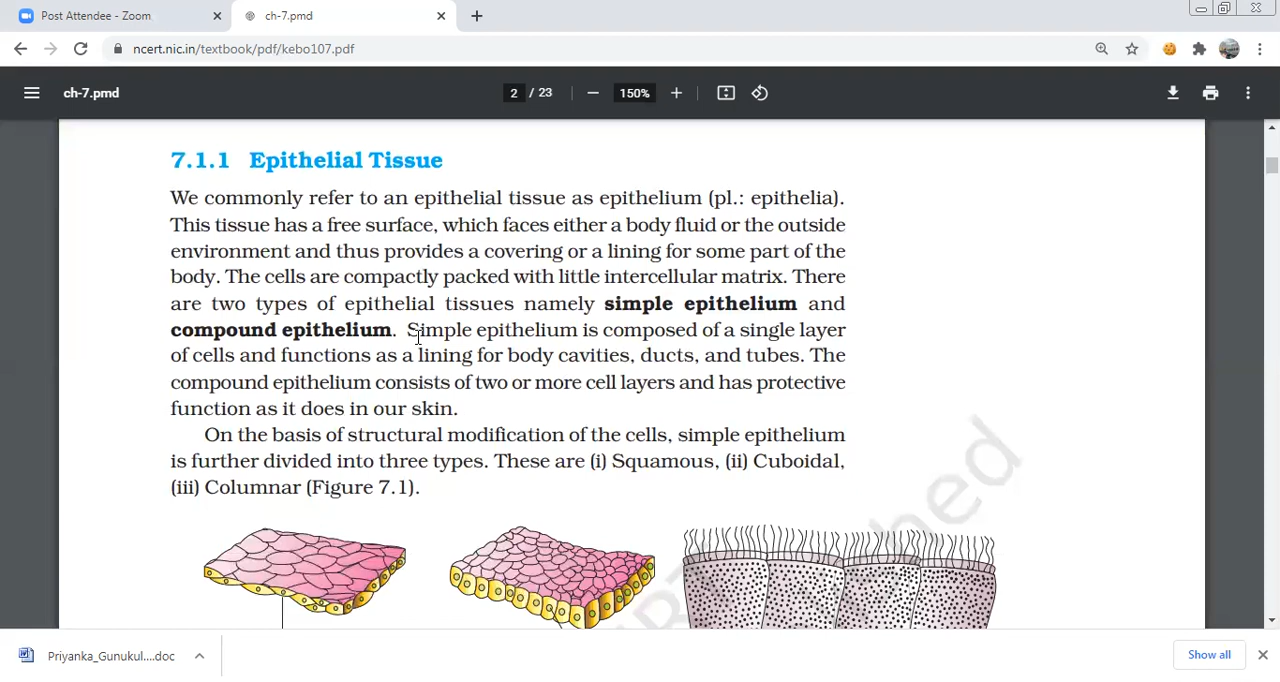 Post Attendee - Zoom
ch-7.pmd
ncert.nic.in/textbook/pdf/kebo107.pdf
ch-7.pmd
2 / 23
150%
7.1.1 Epithelial Tissue
We commonly refer to an epithelial tissue as epithelium (pl.: epithelia).
This tissue has a free surface, which faces either a body fluid or the outside
environment and thus provides a covering or a lining for some part of the
body. The cells are compactly packed with little intercellular matrix. There
are two types of epithelial tissues namely simple epithelium and
compound epithelium. Simple epithelium is composed of a single layer
of cells and functions as a lining for body cavities, ducts, and tubes. The
compound epithelium consists of two or more cell layers and has protective
function as it does in our skin.
On the basis of structural modification of the cells, simple epithelium
is further divided into three types. These are (i) Squamous, (ii) Cuboidal,
(iii) Columnar (Figure 7.1).
Priyanka_Gunukul....doc
Show all